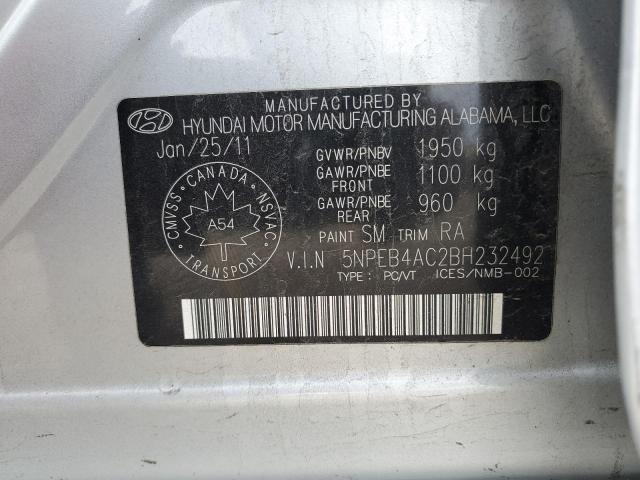 MANUFACTURED BY
HYUNDAI MOTOR MANUFACTURING ALABAMA, LLC
Jan/25/11
GVWR/PNBV 1950 kg
GAWR/PNBE FRONT 1100 kg
GAWR/PNBE REAR 960 kg
PAINT SM TRIM RA
CANADA
CMVSS NSVAC
A54
TRANSPORT
V.I.N 5NPEB4AC2BH232492
TYPE : PC/VT ICES/NMB-002